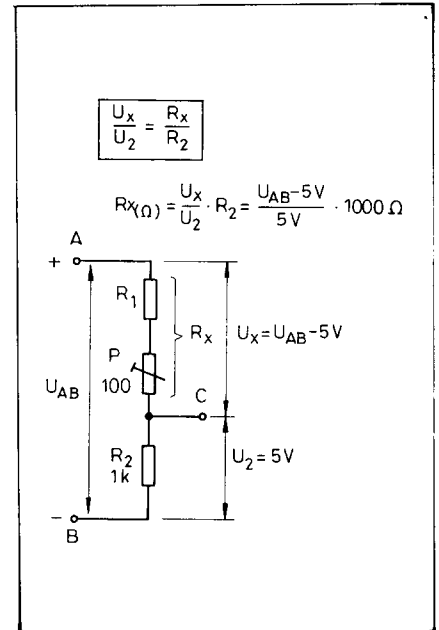 Ux/U2 = Rx/R2
Rx(Ω) = Ux/U2 · R2 = UAB-5V/5V · 1000 Ω
A
+
R1
Rx
Ux=UAB-5V
P
100
C
UAB
R2
1k
U2=5V
-
B